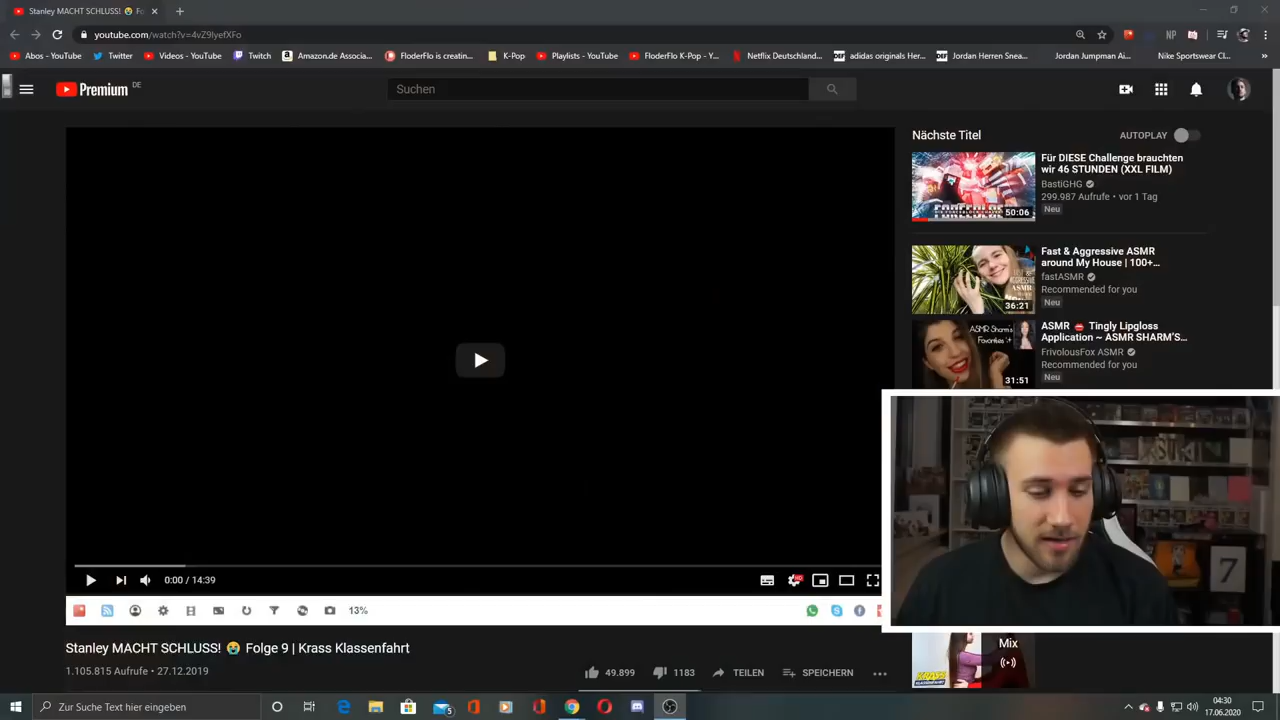 Stanley MACHT SCHLUSS! 😭 Fo
youtube.com/watch?v=4vZ9lyefXFo
Abos - YouTube
Twitter
Videos - YouTube
Twitch
Amazon.de Associa...
FloderFlo is creatin...
K-Pop
Playlists - YouTube
FloderFlo K-Pop - Y...
Netflix Deutschland...
adidas originals Her...
Jordan Herren Snea...
Jordan Jumpman Ai...
Nike Sportswear Cl...
Premium DE
Suchen
Nächste Titel
AUTOPLAY
Für DIESE Challenge brauchten
wir 46 STUNDEN (XXL FILM)
BastiGHG
299.987 Aufrufe • vor 1 Tag
Neu
50:06
Fast & Aggressive ASMR
around My House | 100+...
fastASMR
Recommended for you
Neu
36:21
ASMR Sharm's
Favorites
ASMR 👄 Tingly Lipgloss
Application ~ ASMR SHARM'S...
FrivolousFox ASMR
Recommended for you
Neu
31:51
7
0:00 / 14:39
13%
Stanley MACHT SCHLUSS! 😭 Folge 9 | Krass Klassenfahrt
1.105.815 Aufrufe • 27.12.2019
49.899
1183
TEILEN
SPEICHERN
Mix
KRASS
Zur Suche Text hier eingeben
5
04:30
17.06.2020